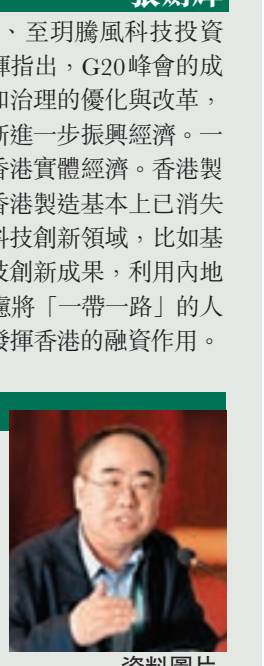 、至玥騰風科技投資
輝指出，G20峰會的成
和治理的優化與改革，
新進一步振興經濟。一
香港實體經濟。香港製
香港製造基本上已消失
科技創新領域，比如基
技創新成果，利用內地
慮將「一帶一路」的人
發揮香港的融資作用。
資料圖片